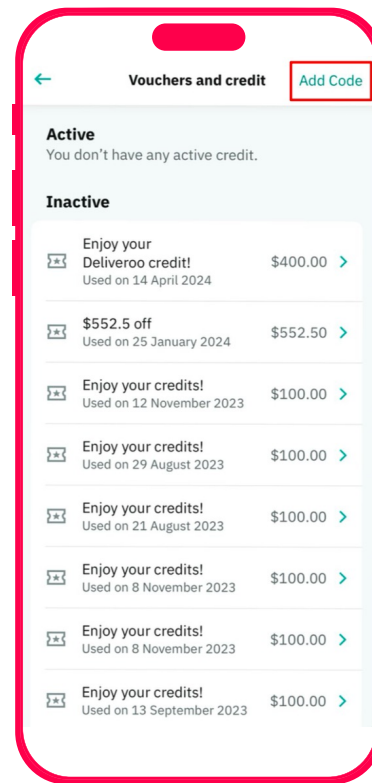 ← Vouchers and credit Add Code
Active
You don’t have any active credit.
Inactive
Enjoy your
Deliveroo credit! $400.00
Used on 14 April 2024
$552.5 off $552.50
Used on 25 January 2024
Enjoy your credits! $100.00
Used on 12 November 2023
Enjoy your credits! $100.00
Used on 29 August 2023
Enjoy your credits! $100.00
Used on 21 August 2023
Enjoy your credits! $100.00
Used on 8 November 2023
Enjoy your credits! $100.00
Used on 8 November 2023
Enjoy your credits! $100.00
Used on 13 September 2023